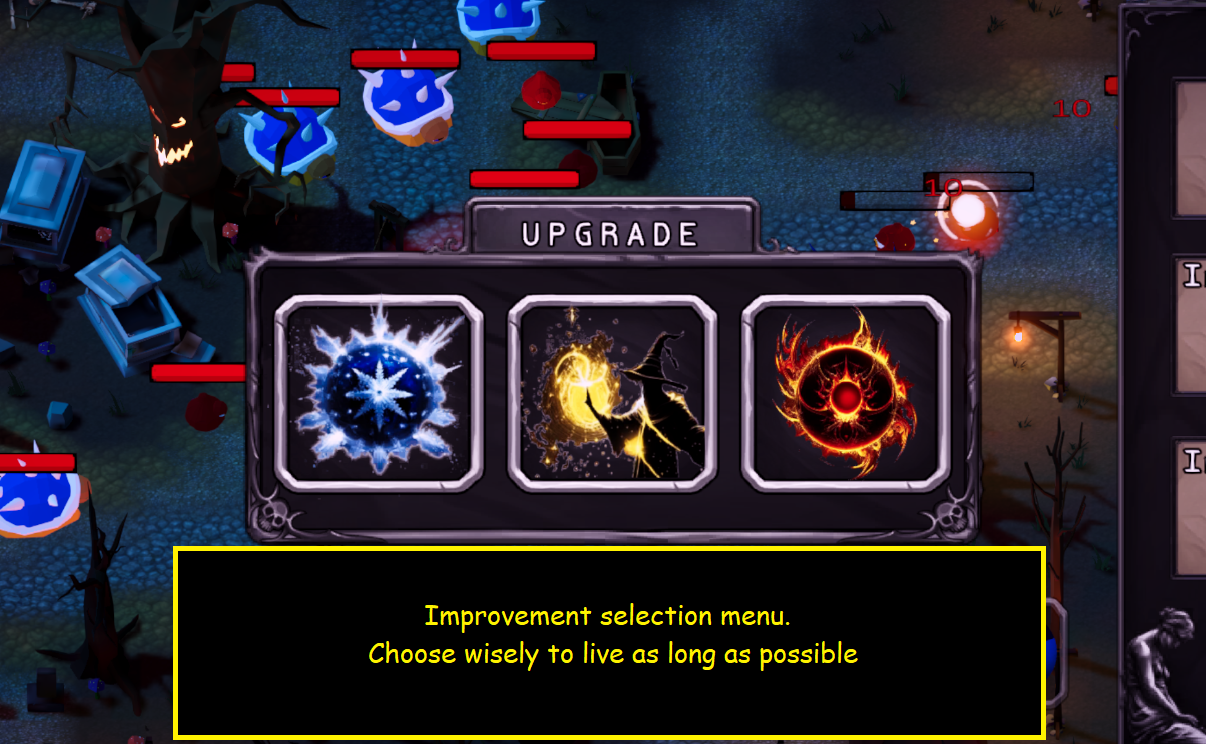 10
10
UPGRADE
Improvement selection menu.
Choose wisely to live as long as possible